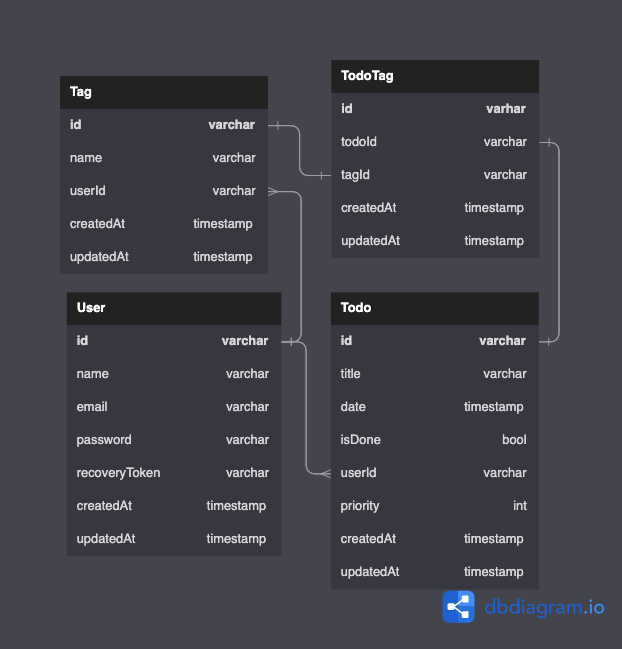 Tag
id varchar
name varchar
userId varchar
createdAt timestamp
updatedAt timestamp
TodoTag
id varhar
todoId varchar
tagId varchar
createdAt timestamp
updatedAt timestamp
User
id varchar
name varchar
email varchar
password varchar
recoveryToken varchar
createdAt timestamp
updatedAt timestamp
Todo
id varchar
title varchar
date timestamp
isDone bool
userId varchar
priority int
createdAt timestamp
updatedAt timestamp
dbdiagram.io